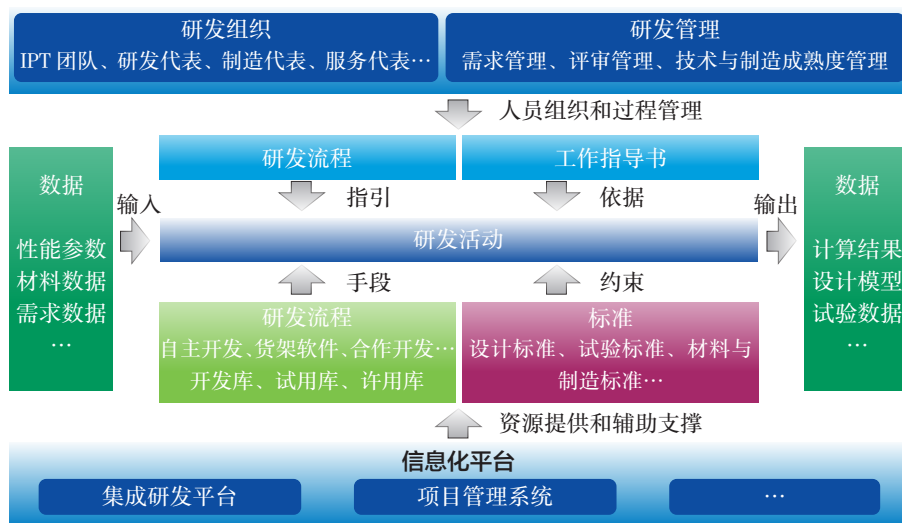 研发组织
IPT 团队、研发代表、制造代表、服务代表…
研发管理
需求管理、评审管理、技术与制造成熟度管理
人员组织和过程管理
数据
性能参数
材料数据
需求数据
…
输入
研发流程
工作指导书
指引
依据
研发活动
手段
约束
研发流程
自主开发、货架软件、合作开发…
开发库、试用库、许用库
标准
设计标准、试验标准、材料与
制造标准…
输出
数据
计算结果
设计模型
试验数据
…
资源提供和辅助支撑
信息化平台
集成研发平台
项目管理系统
…